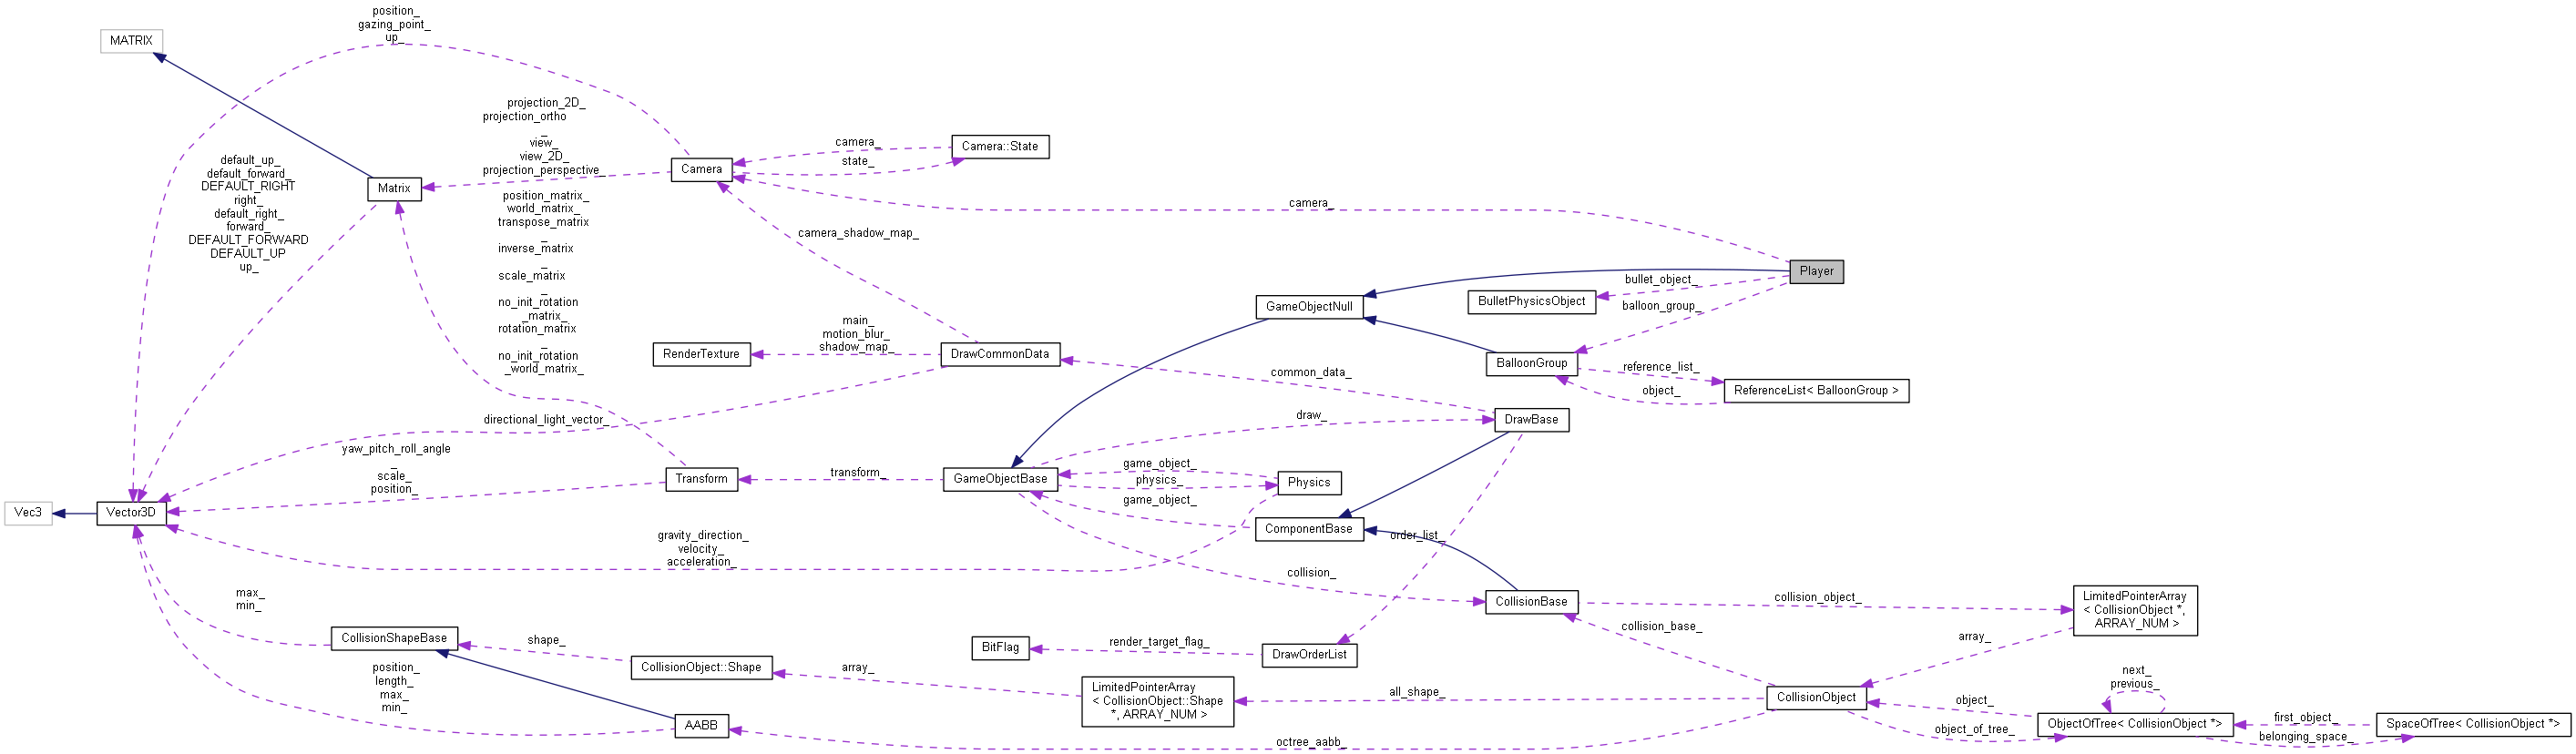 position_
gazing_point_
up_
MATRIX
projection_2D_
projection_ortho
_
view_
view_2D_
projection_perspective_
camera_
Camera::State
state_
Camera
default_up_
default_forward_
DEFAULT_RIGHT
right_
default_right_
forward_
DEFAULT_FORWARD
DEFAULT_UP
up_
Matrix
position_matrix_
world_matrix_
transpose_matrix
_
inverse_matrix
_
scale_matrix
_
no_init_rotation
_matrix_
rotation_matrix
_
no_init_rotation
_world_matrix_
camera_
camera_shadow_map_
Player
bullet_object_
BulletPhysicsObject
balloon_group_
GameObjectNull
main_
motion_blur_
shadow_map_
RenderTexture
DrawCommonData
BalloonGroup
reference_list_
object_
ReferenceList< BalloonGroup >
common_data_
directional_light_vector_
draw_
DrawBase
yaw_pitch_roll_angle
_
scale_
position_
Transform
transform_
GameObjectBase
game_object_
physics_
game_object_
Physics
Vec3
Vector3D
ComponentBase
gravity_direction_
velocity_
acceleration_
order_list_
collision_
CollisionBase
collision_object_
LimitedPointerArray
< CollisionObject *,
ARRAY_NUM >
max_
min_
CollisionShapeBase
shape_
CollisionObject::Shape
BitFlag
render_target_flag_
DrawOrderList
collision_base_
array_
position_
length_
max_
min_
AABB
array_
LimitedPointerArray
< CollisionObject::Shape
*, ARRAY_NUM >
all_shape_
CollisionObject
octree_aabb_
object_
object_of_tree_
next_
previous_
ObjectOfTree< CollisionObject *>
first_object_
belonging_space_
SpaceOfTree< CollisionObject *>